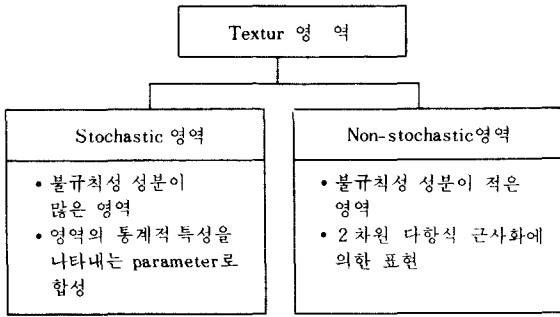 Textur 영 역
Stochastic 영역
• 불규칙성 성분이
많은 영역
• 영역의 통계적 특성을
나타내는 parameter로
합성
Non-stochastic영역
• 불규칙성 성분이 적은
영역
• 2차원 다항식 근사화에
의한 표현